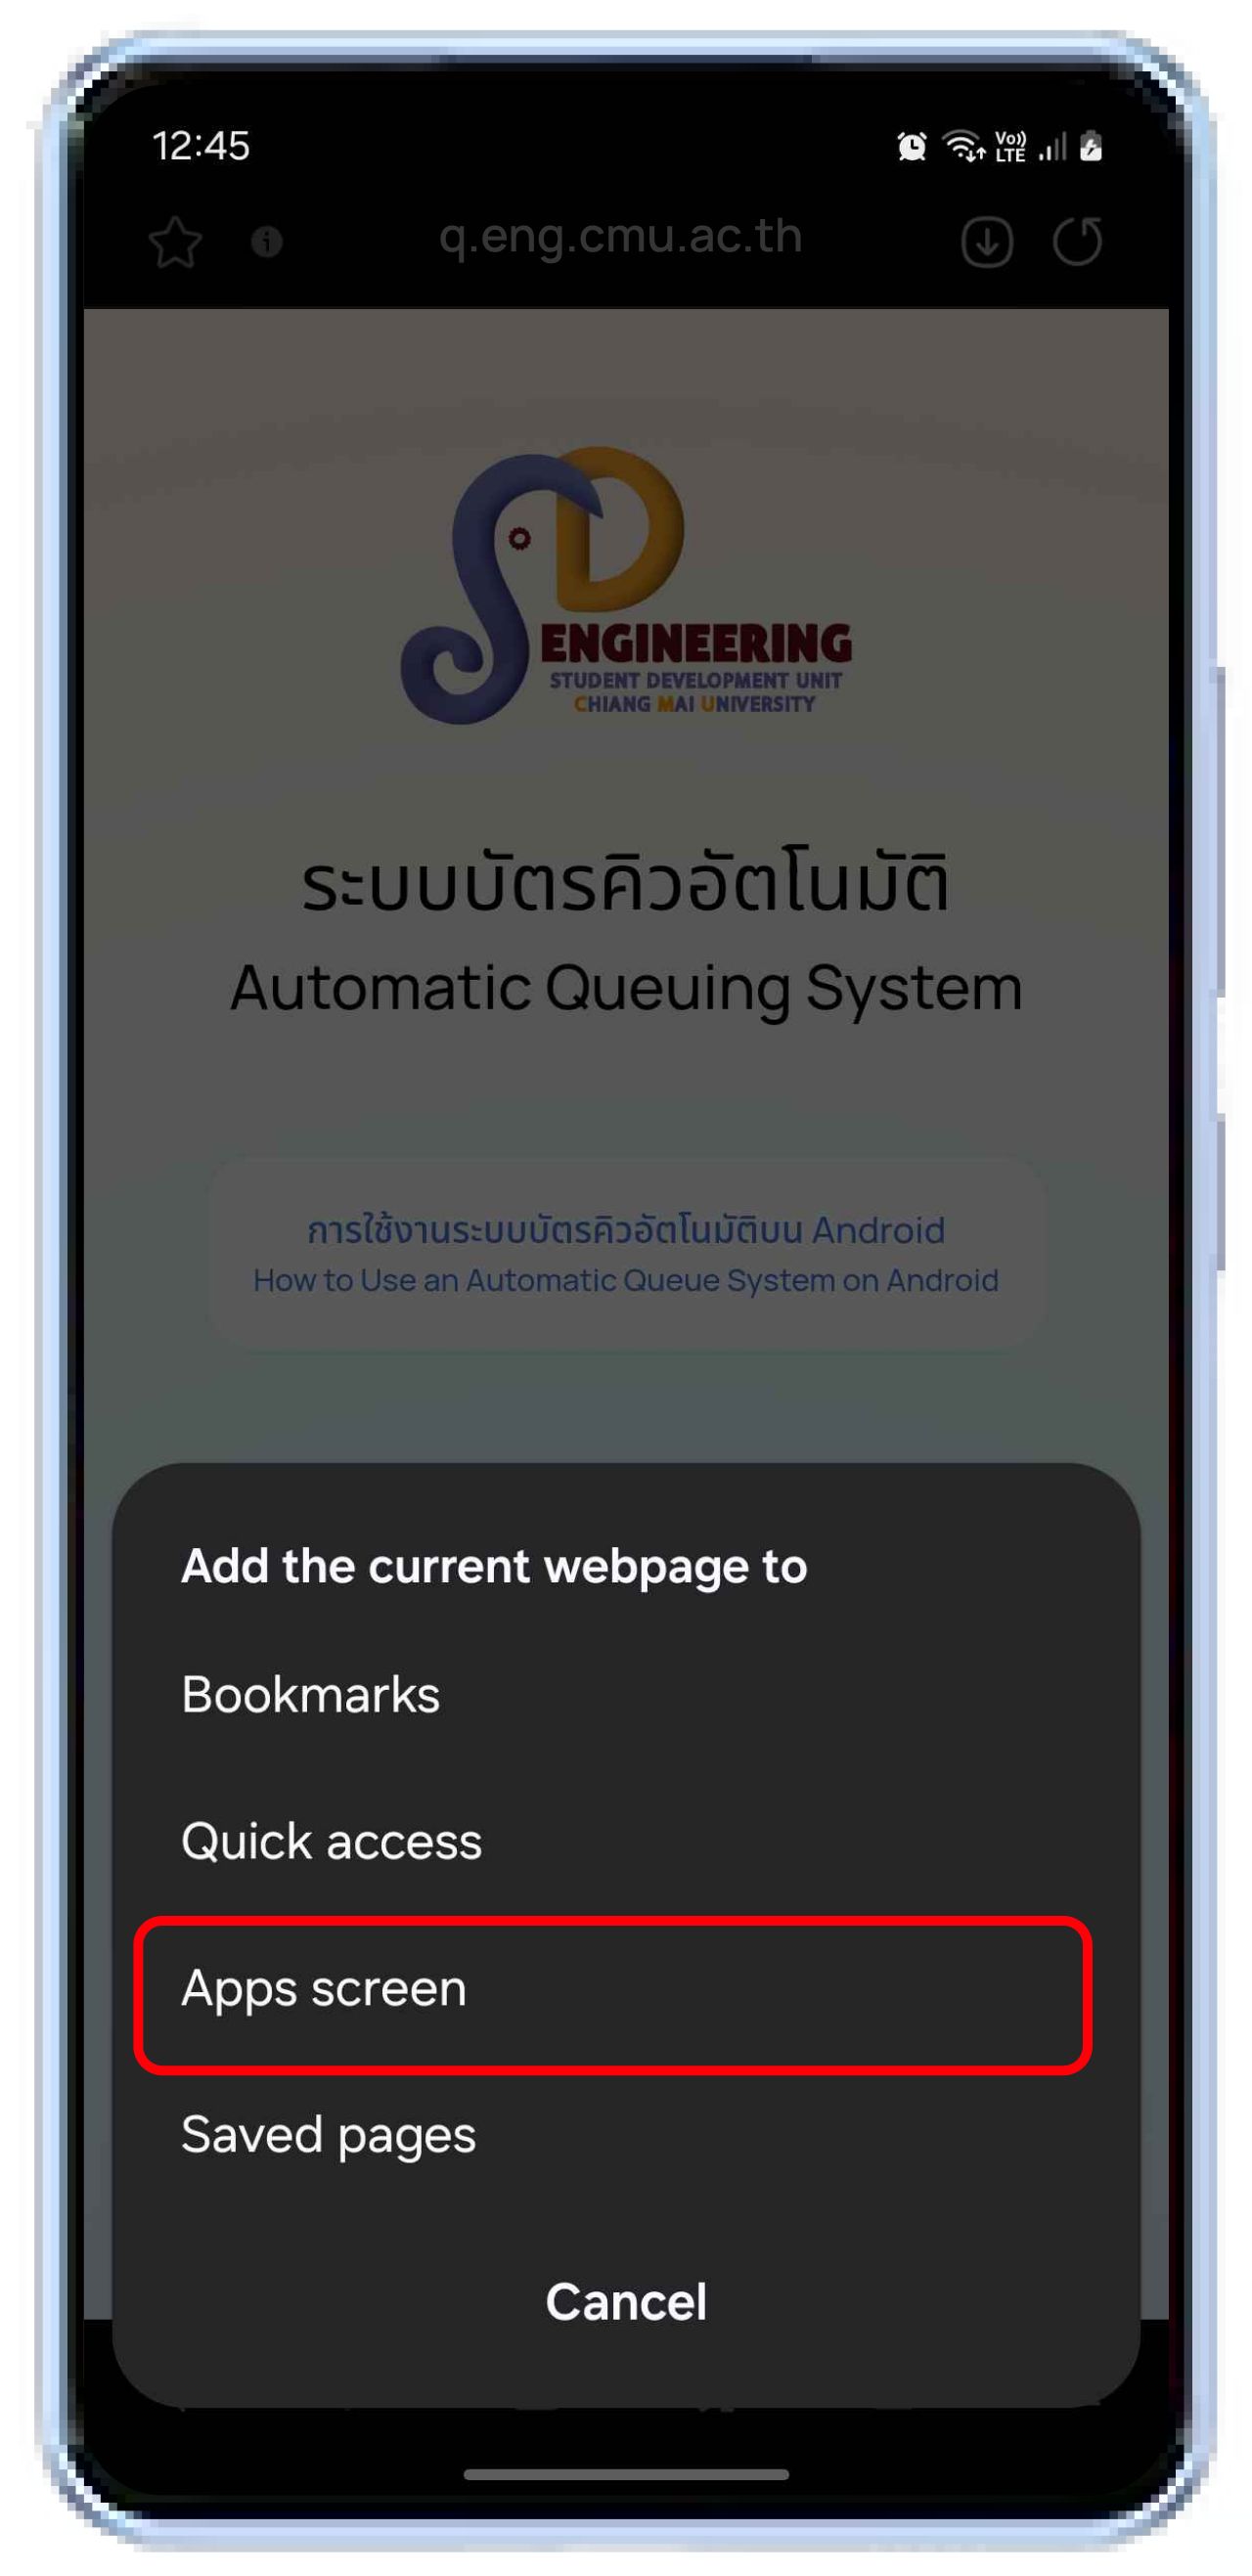 12:45
Vo))
LTE
q.eng.cmu.ac.th
SD
ENGINEERING
STUDENT DEVELOPMENT UNIT
CHIANG MAI UNIVERSITY
ระบบบัตรคิวอัตโนมัติ
Automatic Queuing System
การใช้งานระบบบัตรคิวอัตโนมัติบน Android
How to Use an Automatic Queue System on Android
Add the current webpage to
Bookmarks
Quick access
Apps screen
Saved pages
Cancel